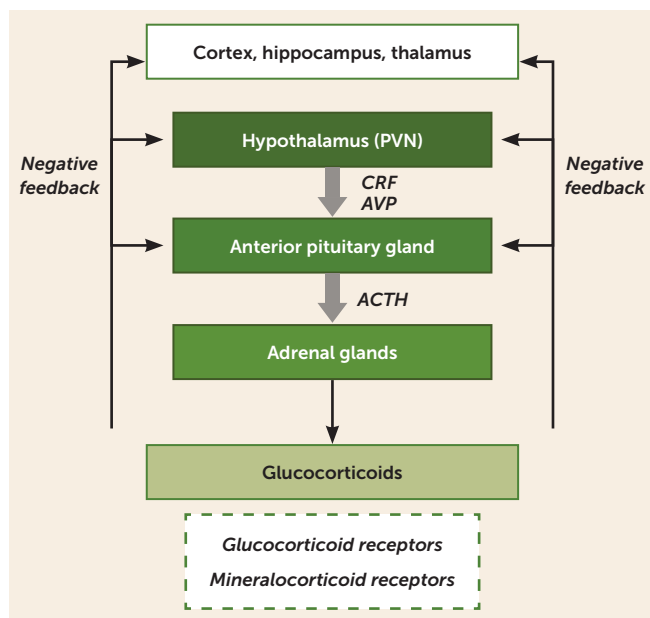 Cortex, hippocampus, thalamus
Hypothalamus (PVN)
Negative
feedback
Negative
feedback
CRF
AVP
Anterior pituitary gland
ACTH
Adrenal glands
Glucocorticoids
Glucocorticoid receptors
Mineralocorticoid receptors